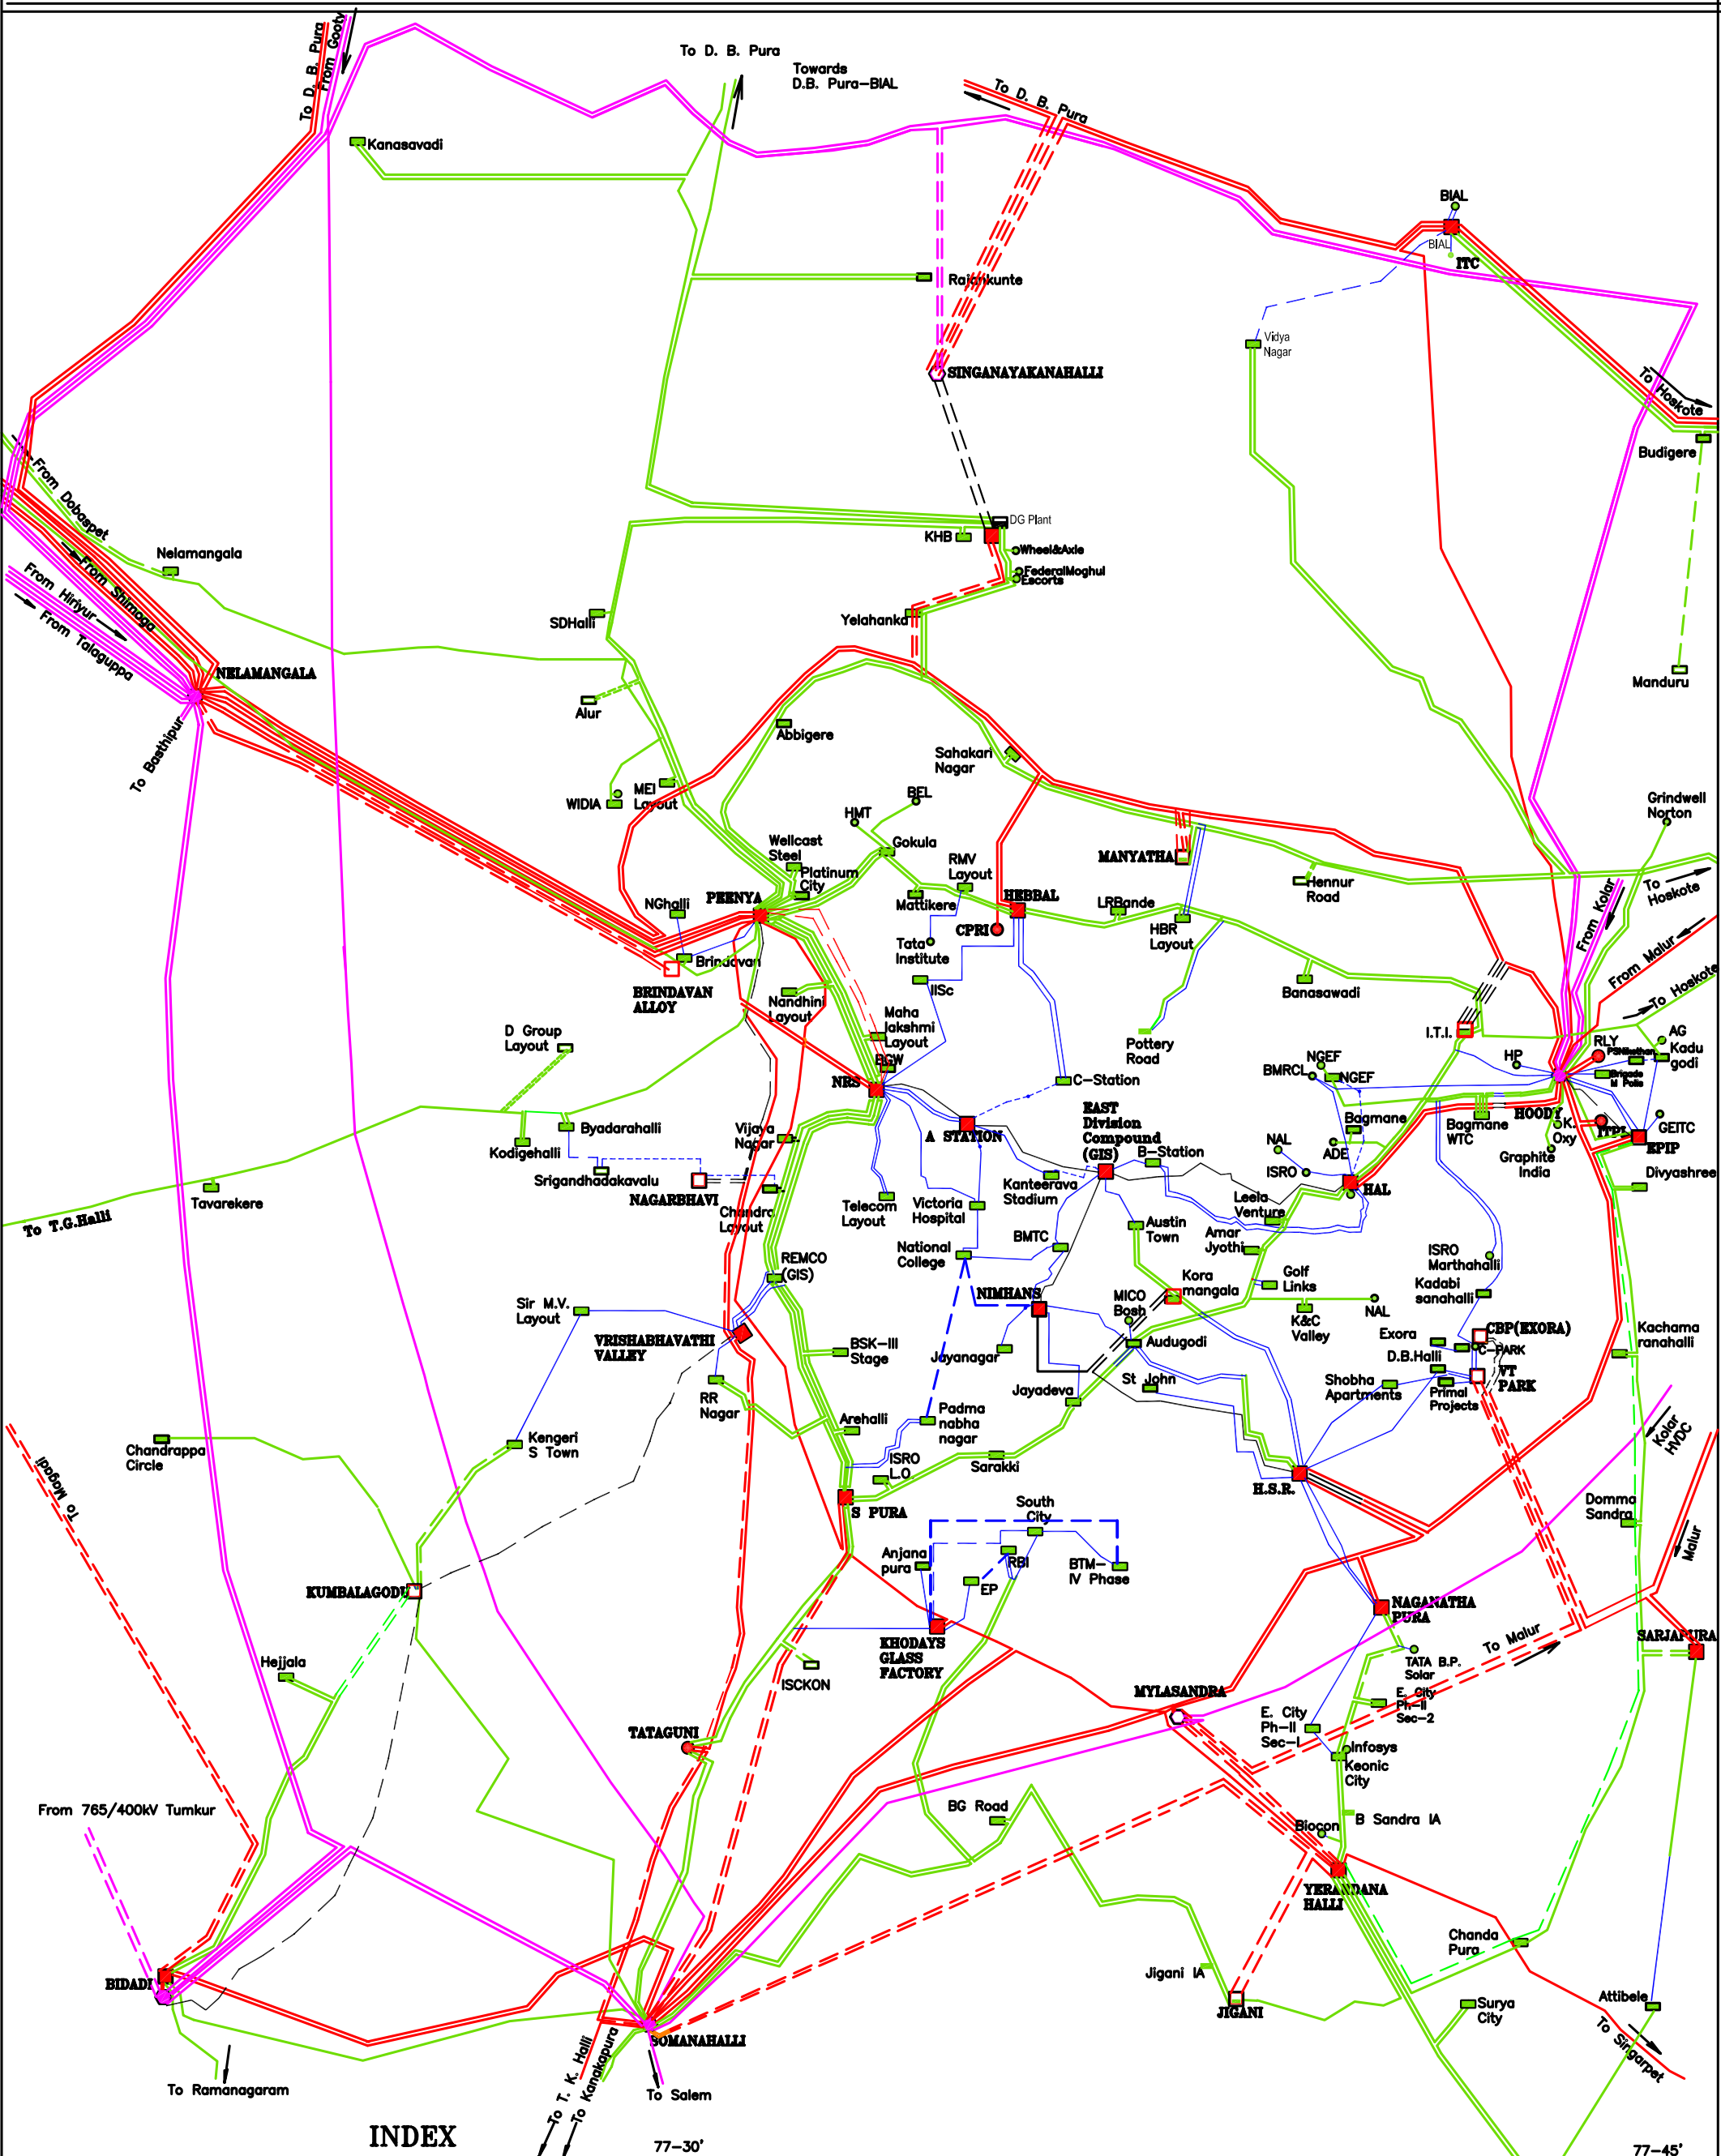 To D. B. Pura
From Gooty
To D. B. Pura
Towards
D.B. Pura-BIAL
To D. B. Pura
Kanasavadi
BIAL
BIAL
ITC
Rajankunte
Vidya
Nagar
SINGANAYAKANAHALLI
To Hoskote
Budigere
From Dobaspet
DG Plant
KHB
Wheel&Axle
FederalMoghul
Escorts
Nelamangala
From Shimoga
From Hiriyur
From Talaguppa
SDHalli
Yelahanka
NELAMANGALA
Manduru
Alur
To Basthipur
Abbigere
Sahakari
Nagar
MEI
Layout
WIDIA
BEL
HMT
Grindwell
Norton
Wellcast
Steel
Gokula
Platinum
City
RMV
Layout
MANYATHA
PEENYA
NGhalli
Mattikere
HEBBAL
LRBande
Hennur
Road
To
Hoskote
CPRI
HBR
Layout
From Kolar
From Malur
Tata
Institute
Brindavan
BRINDAVAN
ALLOY
Nandhini
Layout
IISc
Banasawadi
To Hoskote
Maha
lakshmi
Layout
D Group
Layout
Pottery
Road
I.T.I.
AG
Kadu
godi
RLY
BGW
NGEF
HP
BMRCL
NGEF
Brigade
M Polis
NRS
C-Station
EAST
Division
Compound
(GIS)
A STATION
HOODY
Bagmane
Bagmane
WTC
K.
Oxy
ITPL
GEITC
EPIP
Byadarahalli
Vijaya
Nagar
Kodigehalli
B-Station
NAL
ADE
Graphite
India
Srigandhadakavalu
Kanteerava
Stadium
ISRO
HAL
Divyashree
NAGARBHAVI
Tavarekere
Chandra
Layout
Telecom
Layout
Victoria
Hospital
Leela
Venture
To T.G.Halli
Austin
Town
Amar
Jyothi
BMTC
National
College
REMCO
(GIS)
ISRO
Marthahalli
Golf
Links
Kora
mangala
Kadabi
sanahalli
NIMHANS
MICO
Bosh
Sir M.V.
Layout
NAL
K&C
Valley
CBP(EXORA)
Kachama
ranahalli
VRISHABHAVATHI
VALLEY
BSK-III
Stage
Jayanagar
Audugodi
Exora
C-PARK
D.B.Halli
VT
PARK
Shobha
Apartments
Primal
Projects
RR
Nagar
Jayadeva
St John
Padma
nabha
nagar
Arehalli
Kolar
HVDC
Chandrappa
Circle
Kengeri
S Town
ISRO
L.O.
Sarakki
To
Magadi
H.S.R.
S PURA
South
City
Domma
Sandra
Malur
Anjana
pura
RBI
BTM-
IV Phase
EP
KUMBALAGODU
NAGANATHA
PURA
KHODAYS
GLASS
FACTORY
To Malur
SARJAPURA
Hejjala
TATA B.P.
Solar
ISCKON
MYLASANDRA
E. City
Ph-II
Sec-2
E. City
Ph-II
Sec-I
TATAGUNI
Infosys
Keonic
City
From 765/400kV Tumkur
BG Road
B Sandra IA
Biocon
YERANDANA
HALLI
Chanda
Pura
BIDADI
Jigani IA
JIGANI
Surya
City
Attibele
SOMANAHALLI
To Singarpet
To Ramanagaram
To T. K. Halli
To Kanakapura
To Salem
INDEX
77-30'
77-45'